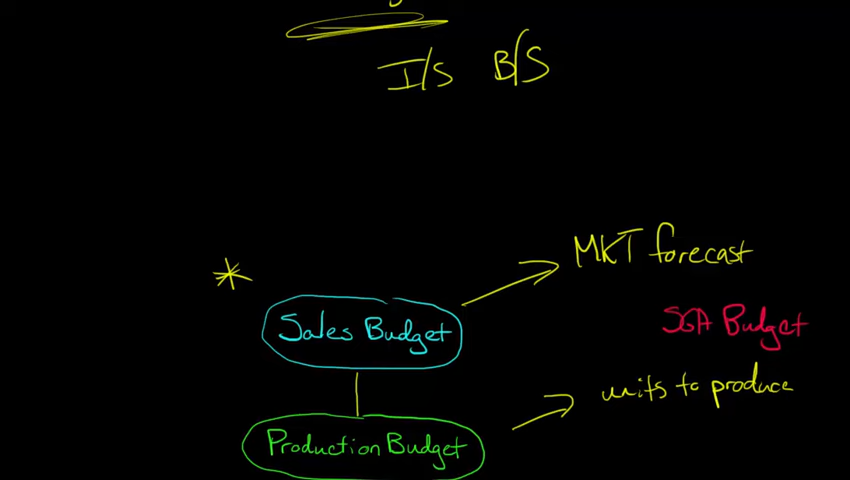 I/S B/S
*
MKT forecast
Sales Budget
SGA Budget
units to produce
Production Budget